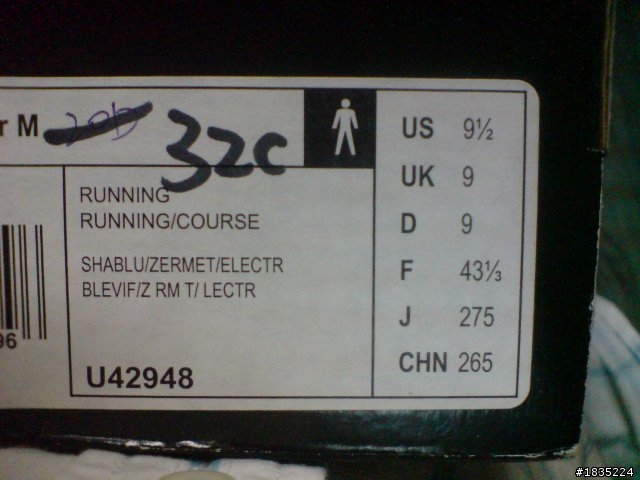 r M 32c
RUNNING
RUNNING/COURSE
SHABLU/ZERMET/ELECTR
BLEVIF/Z RM T/ LECTR
U42948
96
US 9½
UK 9
D 9
F 43⅓
J 275
CHN 265
#1835224